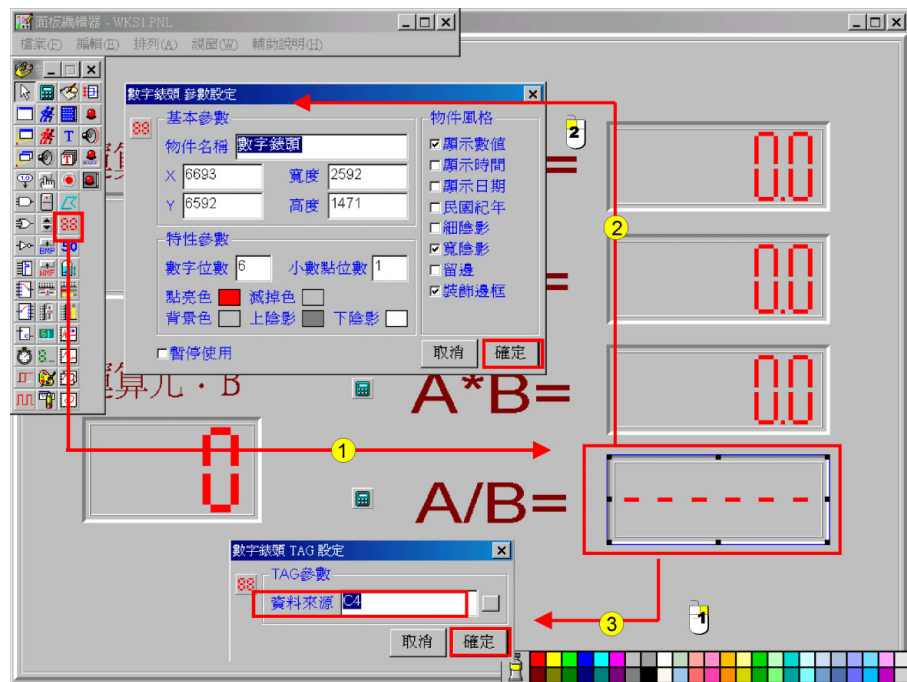 面板編輯器 - WKS1.PNL
檔案(F) 編輯(E) 排列(A) 視窗(W) 輔助說明(H)
數字錶頭 參數設定
基本參數
物件名稱 數字錶頭
X 6693 寬度 2592
Y 6592 高度 1471
特性參數
數字位數 6 小數點位數 1
點亮色 滅掉色
背景色 上陰影 下陰影
暫停使用
取消 確定
物件風格
顯示數值
顯示時間
顯示日期
民國紀年
細陰影
寬陰影
留邊
裝飾邊框
2
=
0.0
2
=
0.0
算元 · B
A*B=
0.0
0
1
A/B=
- - - - - -
數字錶頭 TAG 設定
TAG參數
資料來源 C4
取消 確定
3
1